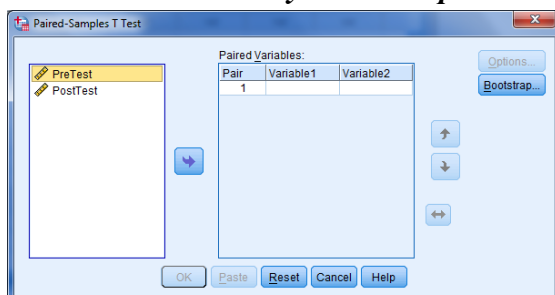 Paired-Samples T Test
Paired Variables:
PreTest
PostTest
Pair Variable1 Variable2
1
Options...
Bootstrap...
OK Paste Reset Cancel Help